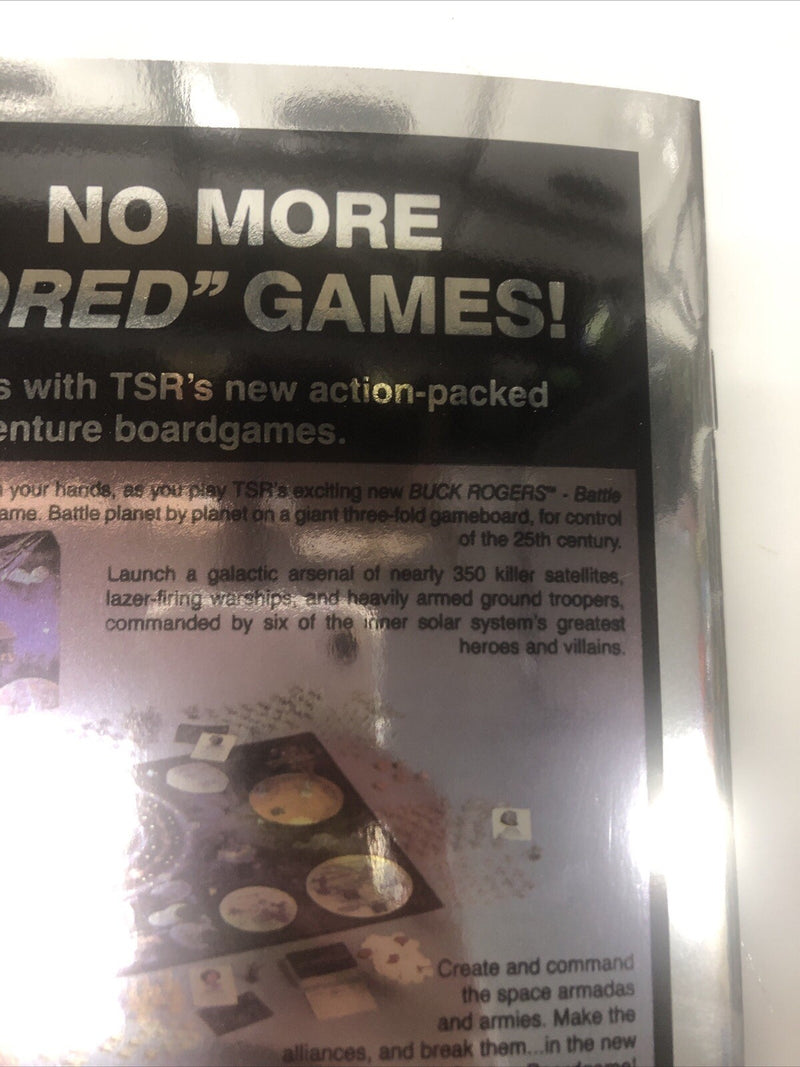 NO MORE
ORED" GAMES!
s with TSR's new action-packed
enture boardgames.
your hands, as you play TSR's exciting new BUCK ROGERS™ - Battle
ame. Battle planet by planet on a giant three-fold gameboard, for control
of the 25th century.
Launch a galactic arsenal of nearly 350 killer satellites,
lazer-firing warships, and heavily armed ground troopers,
commanded by six of the inner solar system's greatest
heroes and villains.
Create and command
the space armadas
and armies. Make the
alliances, and break them...in the new
Boardgame!